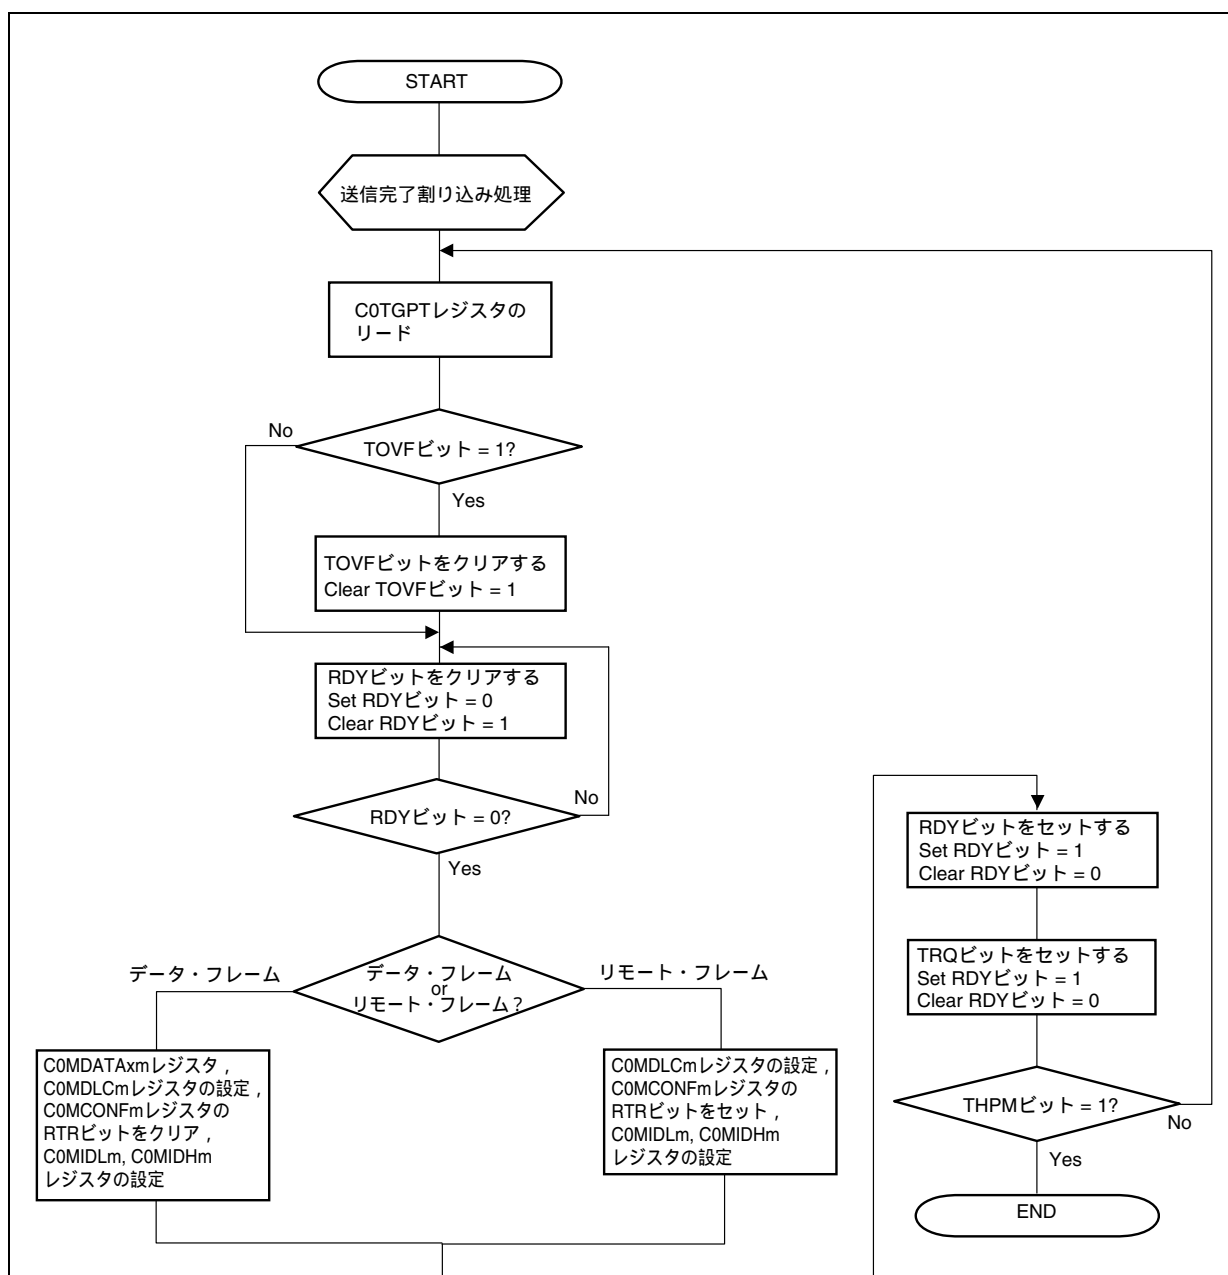 START
送信完了割り込み処理
C0TGPTレジスタの
リード
No
TOVFビット = 1?
Yes
TOVFビットをクリアする
Clear TOVFビット = 1
RDYビットをクリアする
Set RDYビット = 0
Clear RDYビット = 1
RDYビット = 0?
No
Yes
データ・フレーム
データ・フレーム
or
リモート・フレーム？
リモート・フレーム
C0MDATAxmレジスタ，
C0MDLCmレジスタの設定，
C0MCONFmレジスタの
RTRビットをクリア，
C0MIDLm, C0MIDHm
レジスタの設定
C0MDLCmレジスタの設定，
C0MCONFmレジスタの
RTRビットをセット，
C0MIDLm, C0MIDHm
レジスタの設定
RDYビットをセットする
Set RDYビット = 1
Clear RDYビット = 0
TRQビットをセットする
Set RDYビット = 1
Clear RDYビット = 0
THPMビット = 1?
No
Yes
END